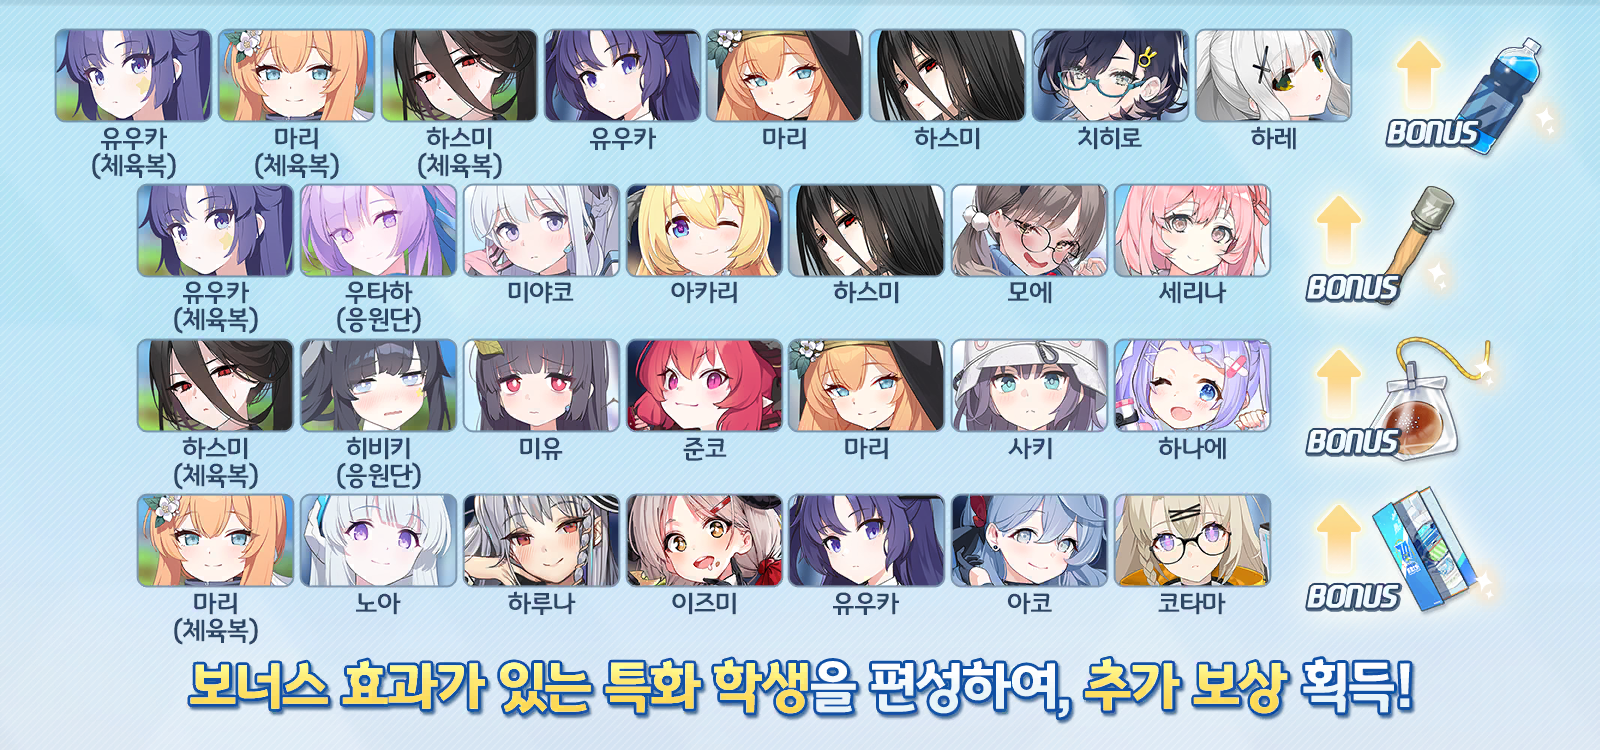 유우카 마리 하스미 유우카 마리 하스미 치히로 하레
(체육복) (체육복) (체육복)
BONUS
유우카 우타하 미야코 아카리 하스미 모에 세리나
(체육복) (응원단)
BONUS
하스미 히비키 미유 준코 마리 사키 하나에
(체육복) (응원단)
BONUS
마리 노아 하루나 이즈미 유우카 아코 코타마
(체육복)
BONUS
보너스 효과가 있는 특화 학생을 편성하여, 추가 보상 획득!